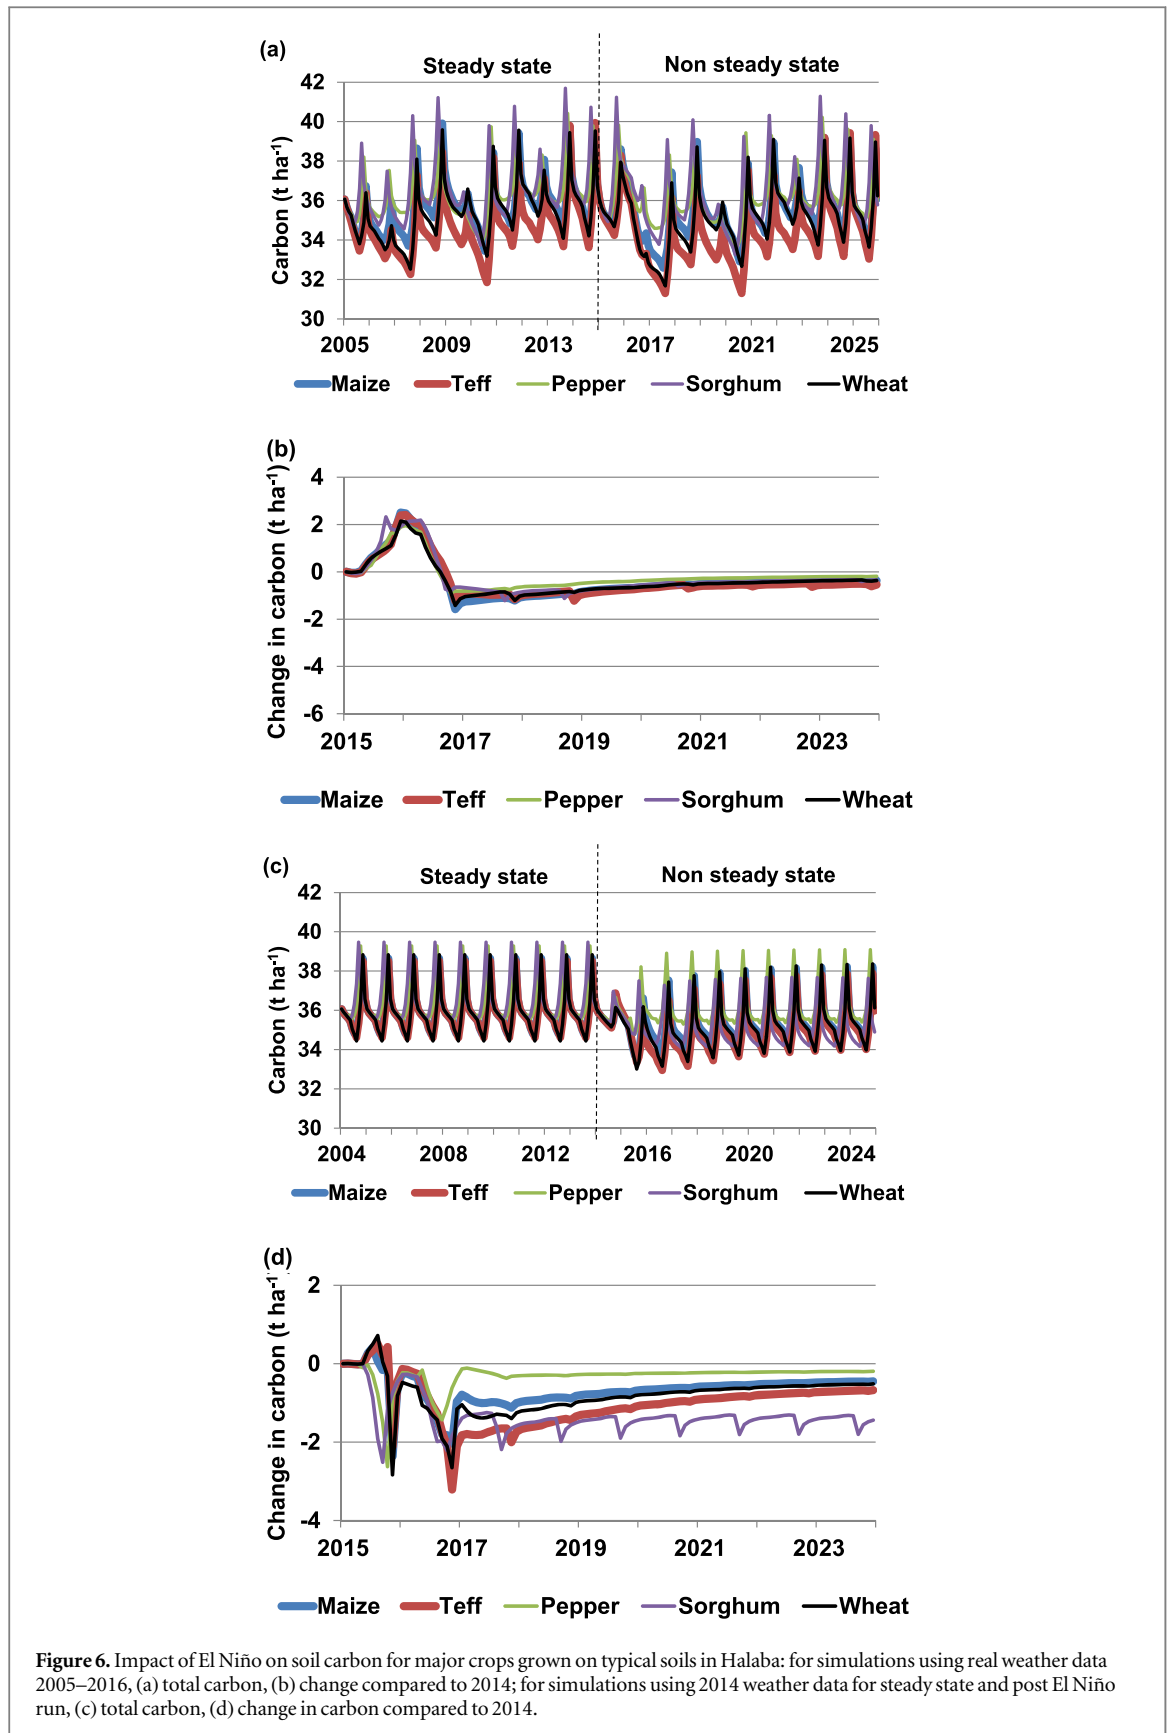 (a)
Steady state
Non steady state
Carbon (t ha⁻¹)
42
40
38
36
34
32
30
2005 2009 2013 2017 2021 2025
Maize Teff Pepper Sorghum Wheat
(b)
Change in carbon (t ha⁻¹)
4
2
0
-2
-4
-6
2015 2017 2019 2021 2023
Maize Teff Pepper Sorghum Wheat
(c)
Steady state
Non steady state
Carbon (t ha⁻¹)
42
40
38
36
34
32
30
2004 2008 2012 2016 2020 2024
Maize Teff Pepper Sorghum Wheat
(d)
Change in carbon (t ha⁻¹
2
0
-2
-4
2015 2017 2019 2021 2023
Maize Teff Pepper Sorghum Wheat
Figure 6. Impact of El Niño on soil carbon for major crops grown on typical soils in Halaba: for simulations using real weather data
2005–2016, (a) total carbon, (b) change compared to 2014; for simulations using 2014 weather data for steady state and post El Niño
run, (c) total carbon, (d) change in carbon compared to 2014.